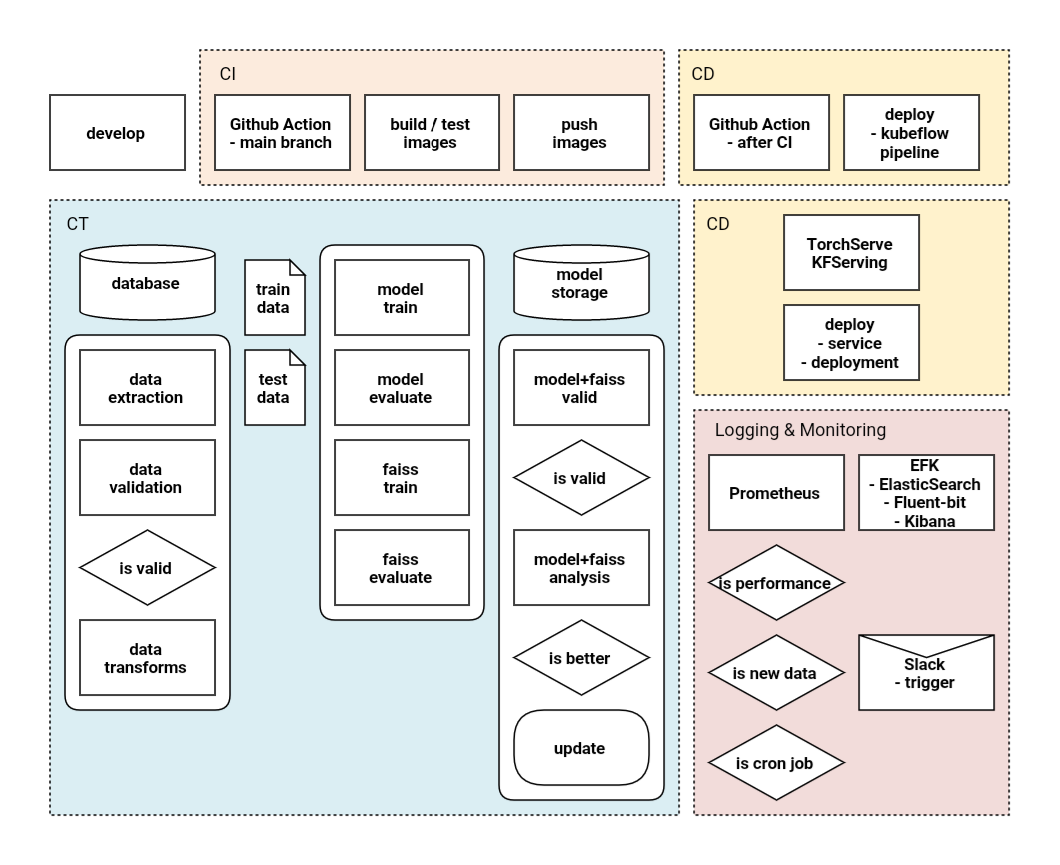 develop
CI
Github Action
- main branch
build / test
images
push
images
CD
Github Action
- after CI
deploy
- kubeflow
pipeline
CT
database
data
extraction
data
validation
is valid
data
transforms
train
data
test
data
model
train
model
evaluate
faiss
train
faiss
evaluate
model
storage
model+faiss
valid
is valid
model+faiss
analysis
is better
update
CD
TorchServe
KFServing
deploy
- service
- deployment
Logging & Monitoring
Prometheus
EFK
- ElasticSearch
- Fluent-bit
- Kibana
is performance
is new data
Slack
- trigger
is cron job